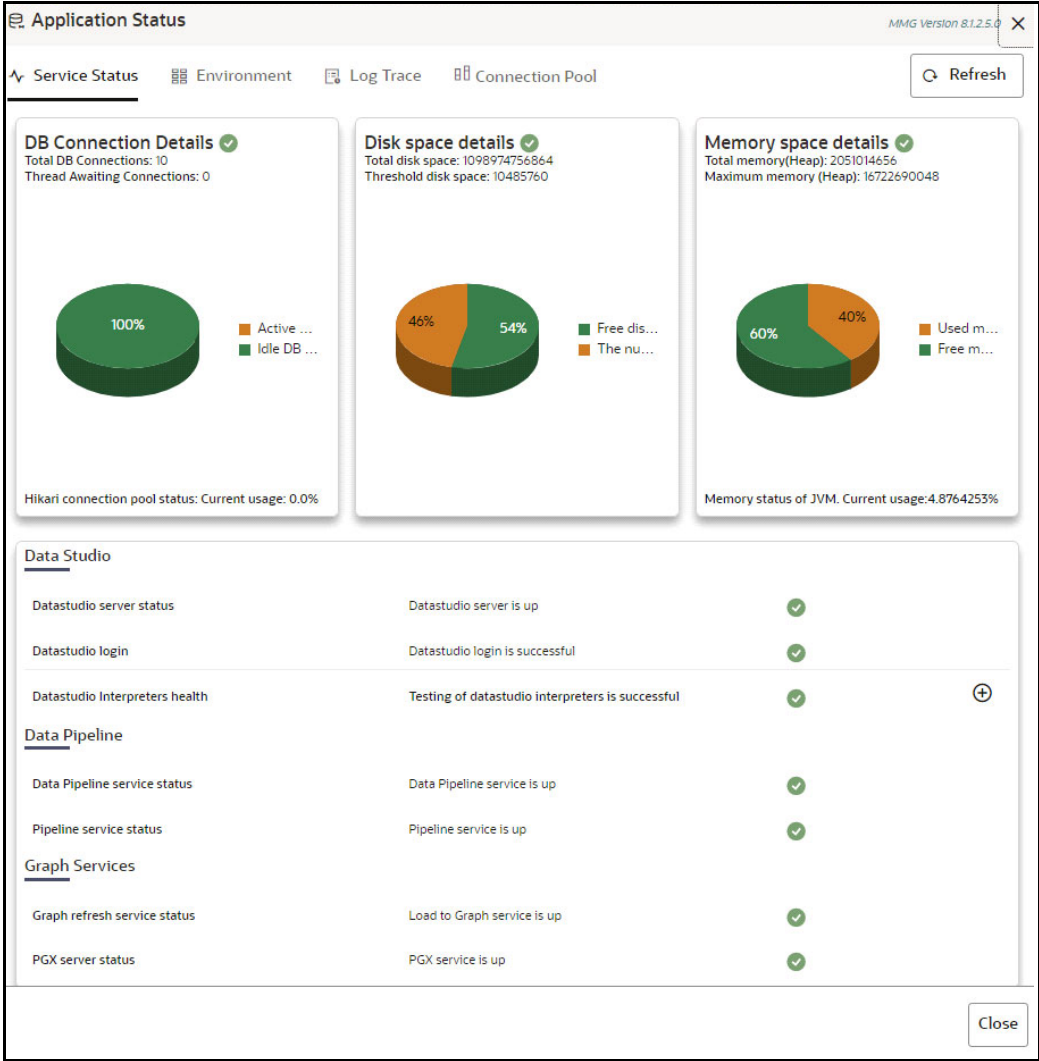 Application Status
MMG Version 8.1.2.5.0
Service Status
Environment
Log Trace
Connection Pool
Refresh
DB Connection Details
Total DB Connections: 10
Thread Awaiting Connections: 0
100%
Active ...
Idle DB ...
Hikari connection pool status: Current usage: 0.0%
Disk space details
Total disk space: 1098974756864
Threshold disk space: 10485760
46%
54%
Free dis...
The nu...
Memory space details
Total memory(Heap): 2051014656
Maximum memory (Heap): 16722690048
60%
40%
Used m...
Free m...
Memory status of JVM. Current usage:4.8764253%
Data Studio
Datastudio server status
Datastudio server is up
Datastudio login
Datastudio login is successful
Datastudio Interpreters health
Testing of datastudio interpreters is successful
Data Pipeline
Data Pipeline service status
Data Pipeline service is up
Pipeline service status
Pipeline service is up
Graph Services
Graph refresh service status
Load to Graph service is up
PGX server status
PGX service is up
Close